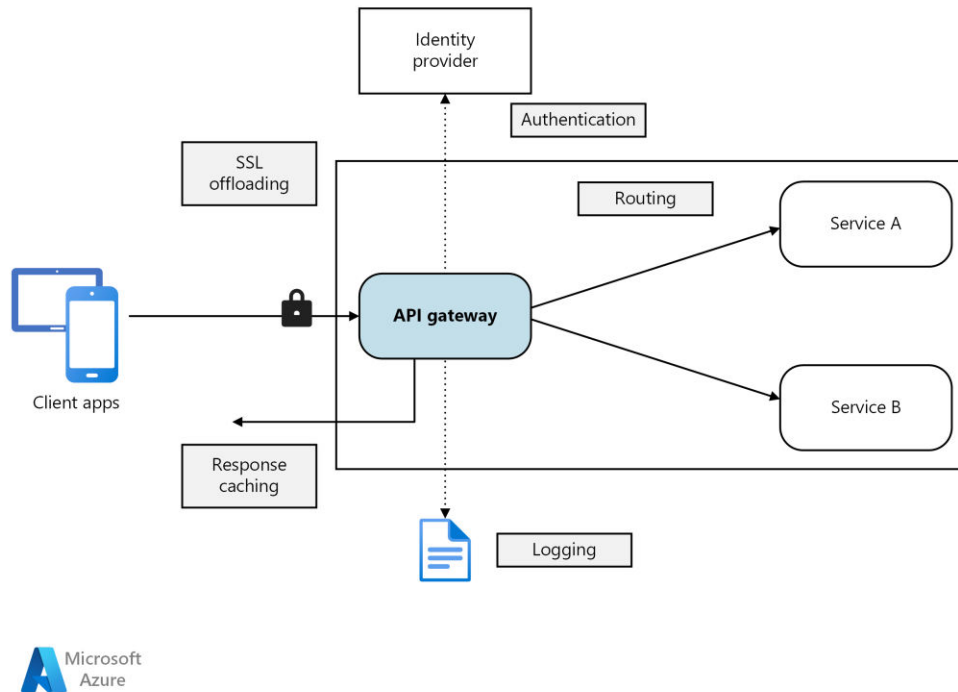 Identity
provider
Authentication
SSL
offloading
Routing
Service A
API gateway
Client apps
Service B
Response
caching
Logging
Microsoft
Azure